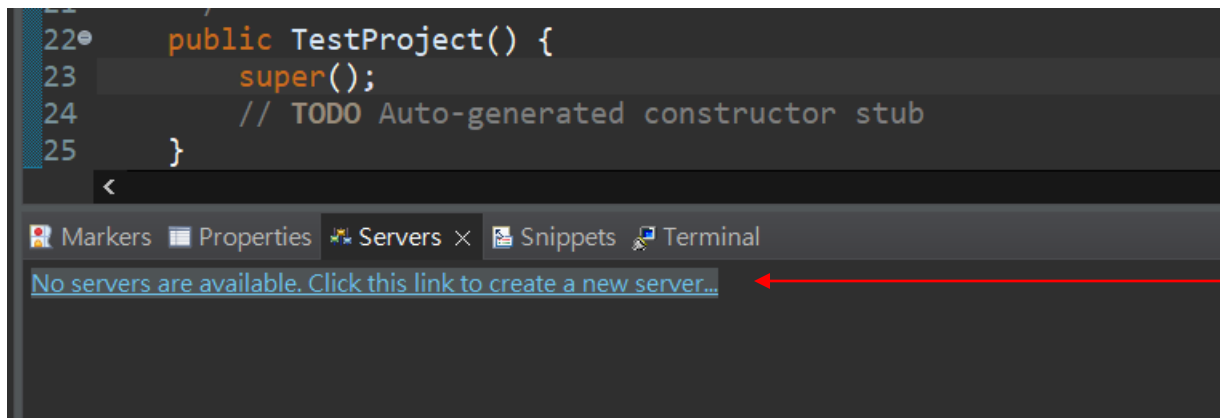 22 public TestProject() {
23 super();
24 // TODO Auto-generated constructor stub
25 }
Markers Properties Servers Snippets Terminal
No servers are available. Click this link to create a new server...